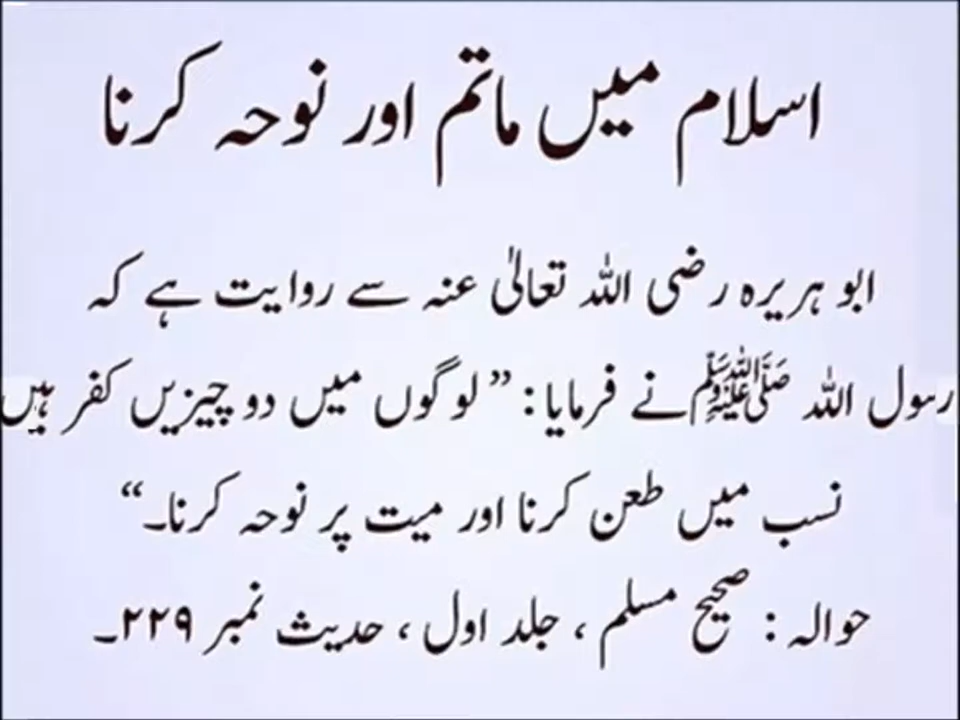 اسلام میں ماتم اور نوحہ کرنا
ابو ہریرہ رضی اللہ تعالیٰ عنہ سے روایت ہے کہ
رسول اللہ ﷺ نے فرمایا: ”لوگوں میں دو چیزیں کفر ہیں
نسب میں طعن کرنا اور میت پر نوحہ کرنا۔“
حوالہ: صحیح مسلم، جلد اول، حدیث نمبر ۲۲۹۔